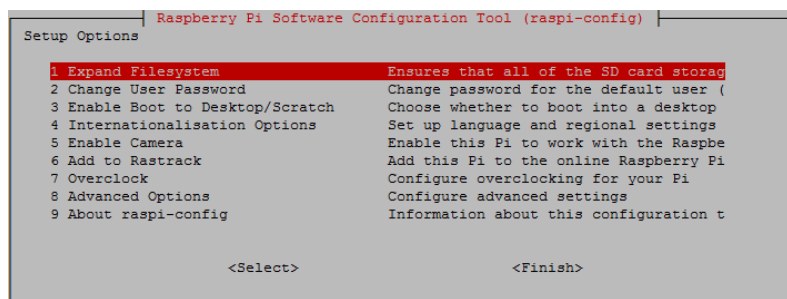 Raspberry Pi Software Configuration Tool (raspi-config)
Setup Options
1 Expand Filesystem Ensures that all of the SD card storag
2 Change User Password Change password for the default user (
3 Enable Boot to Desktop/Scratch Choose whether to boot into a desktop
4 Internationalisation Options Set up language and regional settings
5 Enable Camera Enable this Pi to work with the Raspbe
6 Add to Rastrack Add this Pi to the online Raspberry Pi
7 Overclock Configure overclocking for your Pi
8 Advanced Options Configure advanced settings
9 About raspi-config Information about this configuration t
<Select> <Finish>